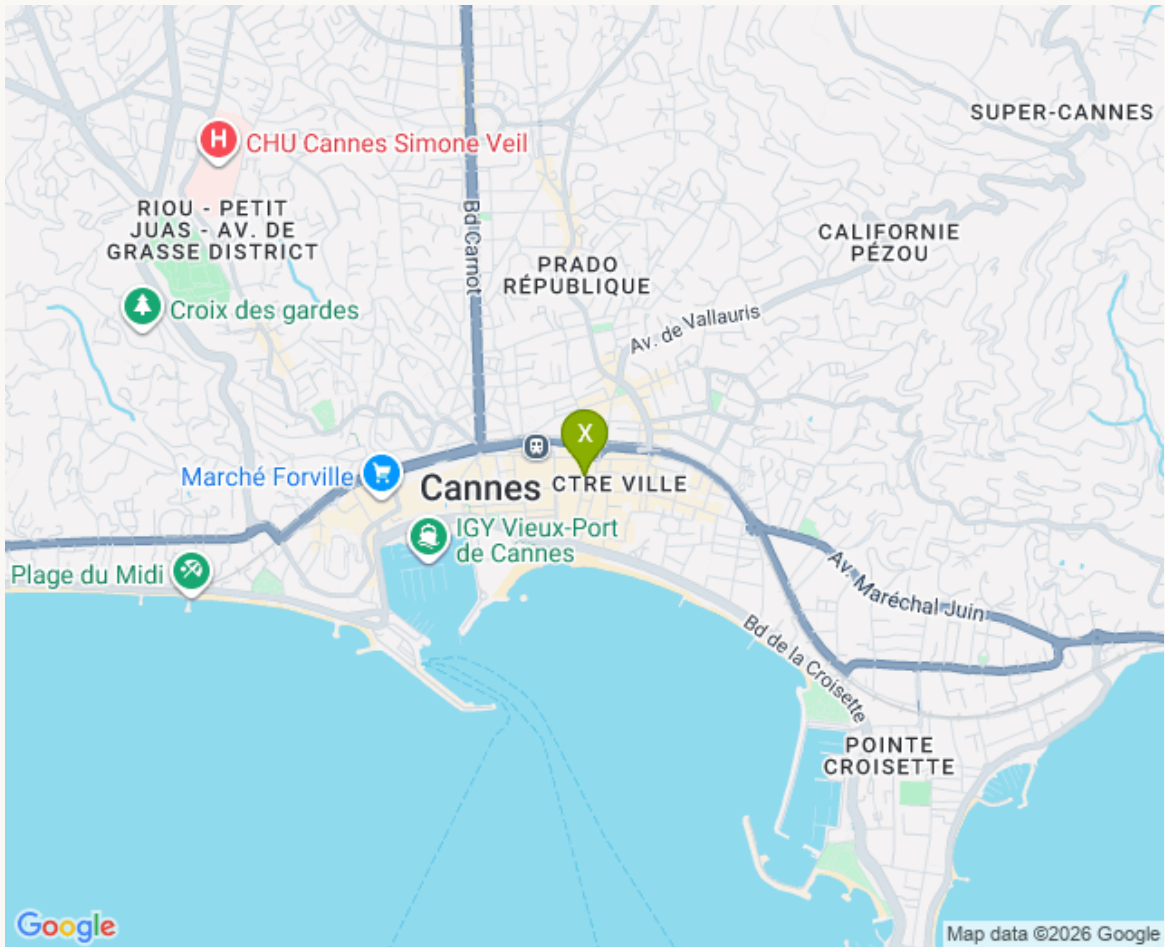 SUPER-CANNES
H
CHU Cannes Simone Veil
RIOU - PETIT
JUAS - AV. DE
GRASSE DISTRICT
Bd Carnot
CALIFORNIE
PÉZOU
PRADO
RÉPUBLIQUE
Croix des gardes
Av. de Vallauris
X
Marché Forville
Cannes
CTRE VILLE
IGY Vieux-Port
de Cannes
Plage du Midi
Av. Maréchal Juin
Bd de la Croisette
POINTE
CROISETTE
Google
Map data ©2026 Google